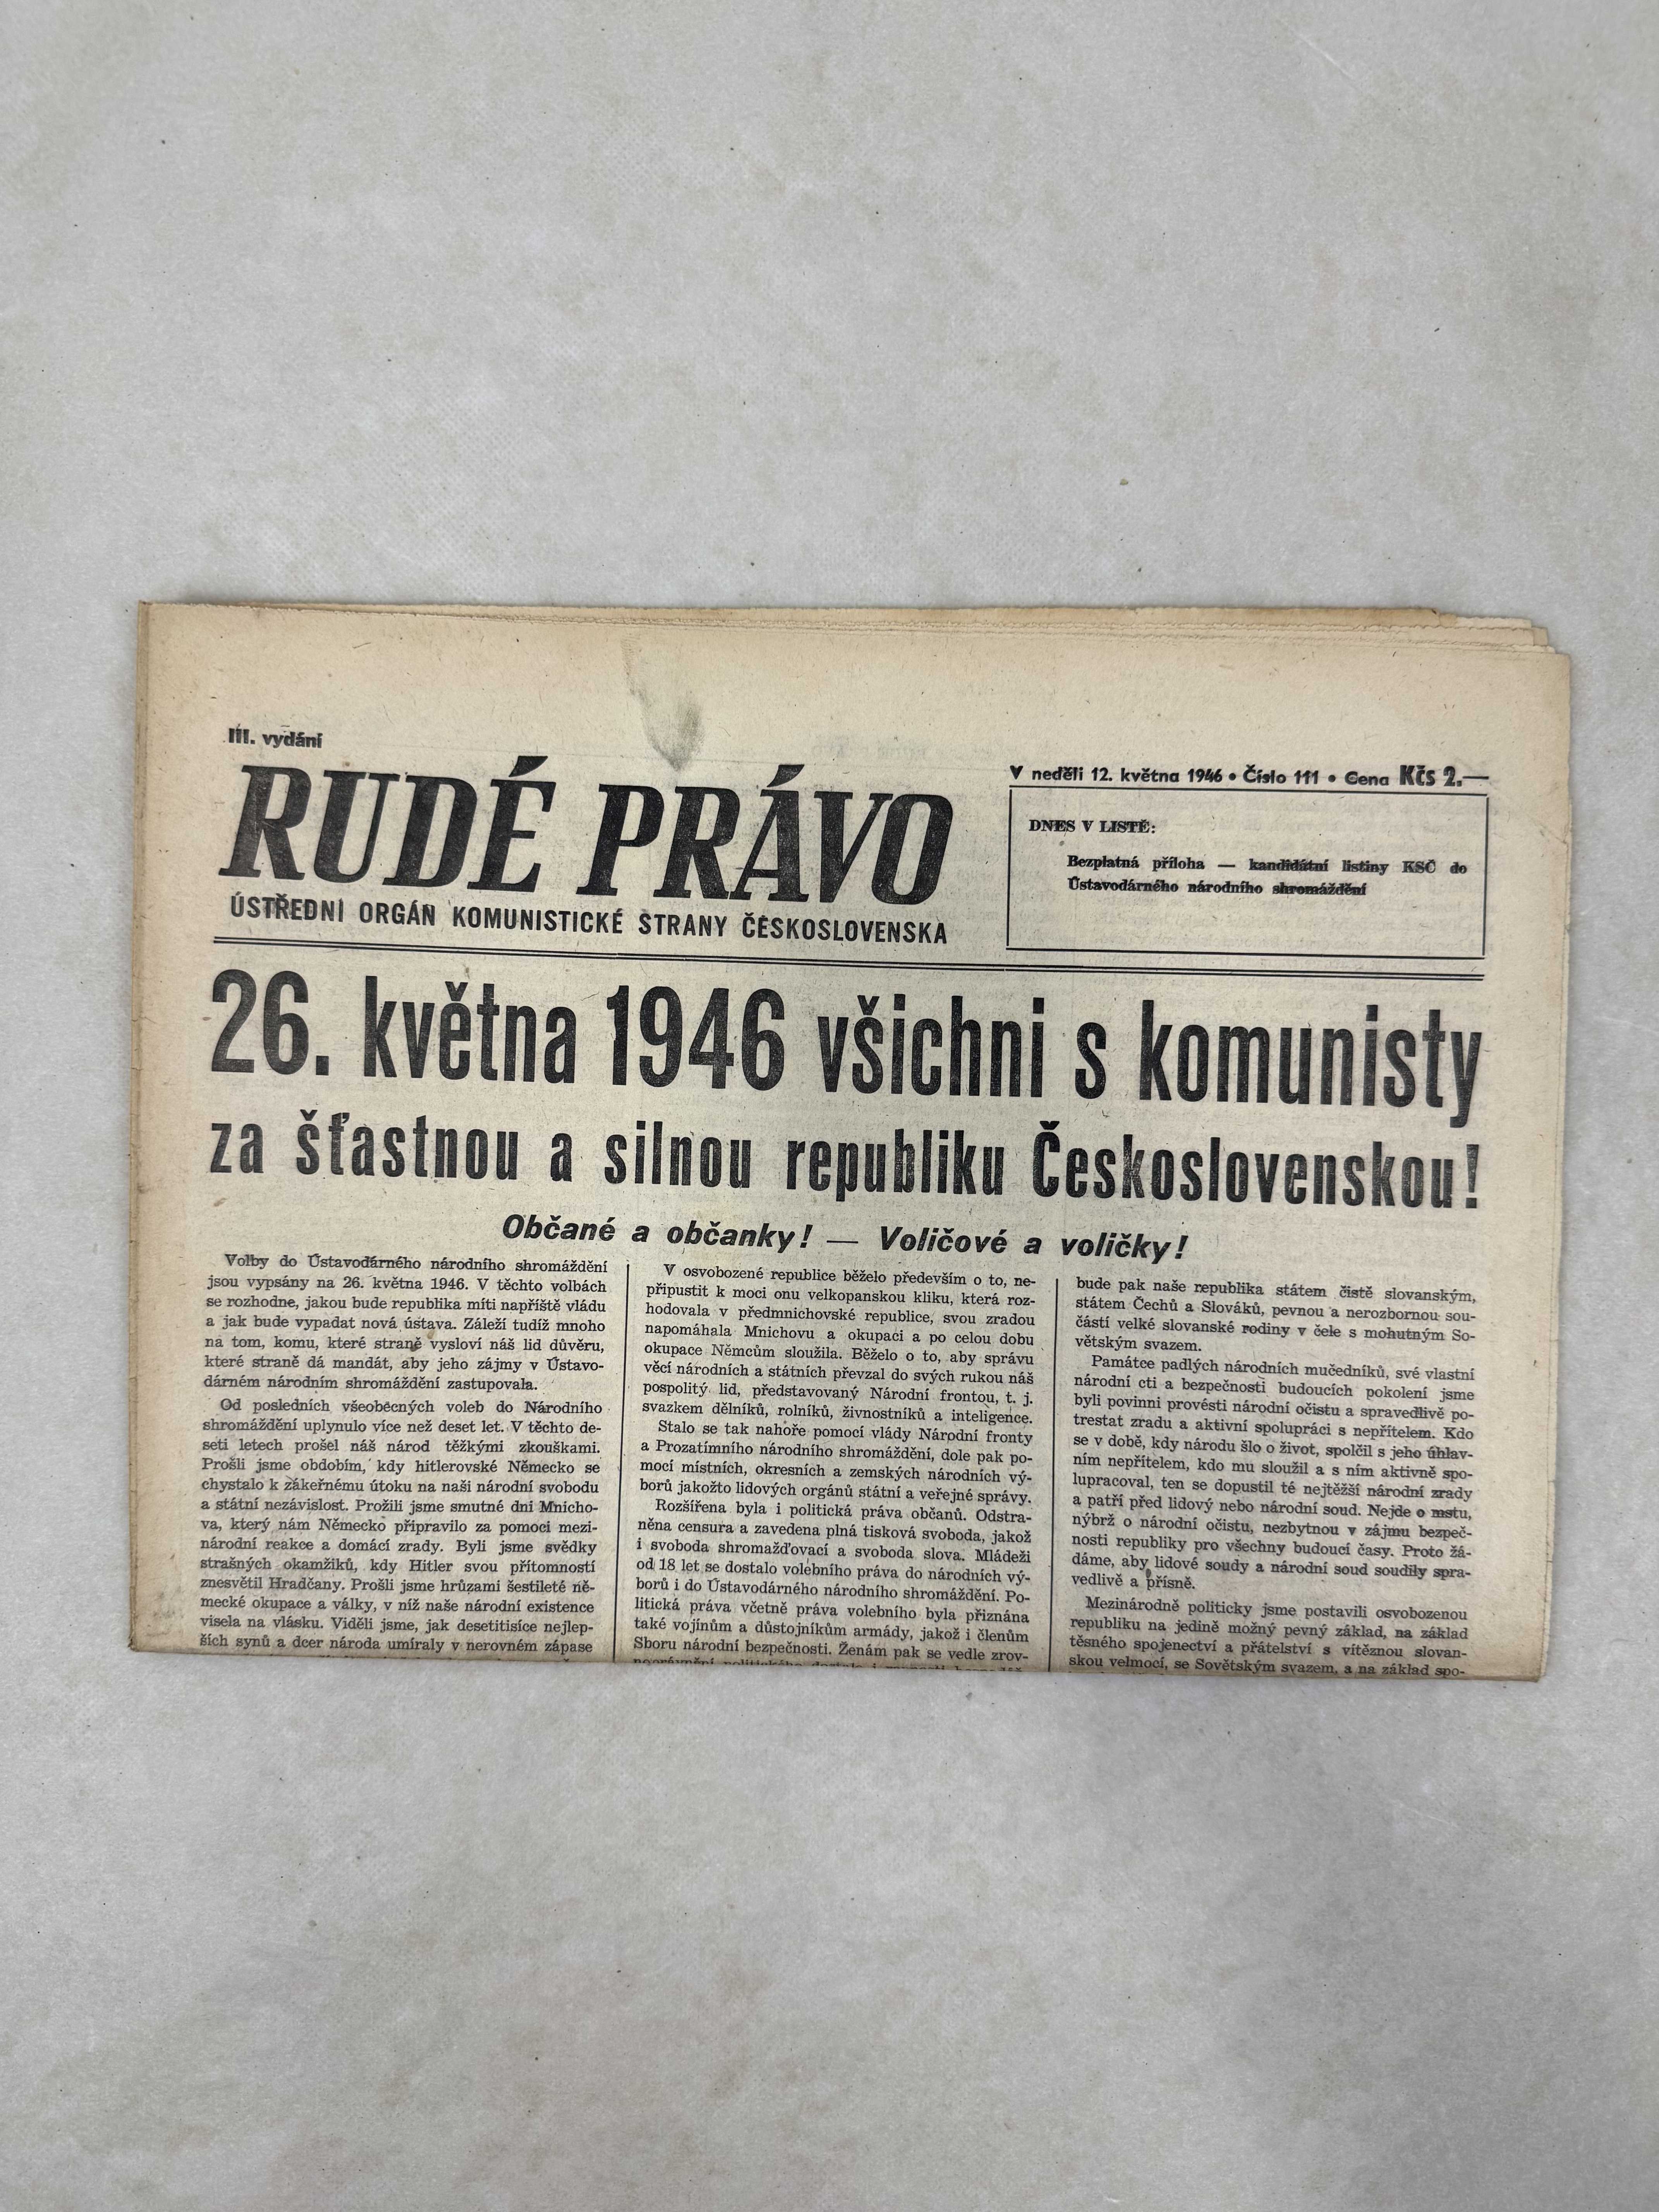 III. vydání
RUDÉ PRÁVO
ÚSTŘEDNÍ ORGÁN KOMUNISTICKÉ STRANY ČESKOSLOVENSKA
V neděli 12. května 1946 • Číslo 111 • Cena Kčs 2.—
DNES V LISTĚ:
Bezplatná příloha — kandidátní listiny KSČ do
Ústavodárného národního shromáždění
26. května 1946 všichni s komunisty
za šťastnou a silnou republiku Československou!
Občané a občanky! — Voličové a voličky!
Volby do Ústavodárného národního shromáždění
jsou vypsány na 26. května 1946. V těchto volbách
se rozhodne, jakou bude republika míti napříště vládu
a jak bude vypadat nová ústava. Záleží tudíž mnoho
na tom, komu, které straně vysloví náš lid důvěru,
které straně dá mandát, aby jeho zájmy v Ústavo-
dárném národním shromáždění zastupovala.
Od posledních všeobecných voleb do Národního
shromáždění uplynulo více než deset let. V těchto de-
seti letech prošel náš národ těžkými zkouškami.
Prošli jsme obdobím, kdy hitlerovské Německo se
chystalo k zákeřnému útoku na naši národní svobodu
a státní nezávislost. Prožili jsme smutné dni Mnicho-
va, který nám Německo připravilo za pomoci mezi-
národní reakce a domácí zrady. Byli jsme svědky
strašných okamžiků, kdy Hitler svou přítomností
znesvětil Hradčany. Prošli jsme hrůzami šestileté ně-
mecké okupace a války, v níž naše národní existence
visela na vlásku. Viděli jsme, jak desetitisíce nejlep-
ších synů a dcer národa umíraly v nerovném zápase
V osvobozené republice běželo především o to, ne-
připustit k moci onu velkopanskou kliku, která roz-
hodovala v předmnichovské republice, svou zradou
napomáhala Mnichovu a okupaci a po celou dobu
okupace Němcům sloužila. Běželo o to, aby správu
věcí národních a státních převzal do svých rukou náš
pospolitý lid, představovaný Národní frontou, t. j.
svazkem dělníků, rolníků, živnostníků a inteligence.
Stalo se tak nahoře pomocí vlády Národní fronty
a Prozatímního národního shromáždění, dole pak po-
mocí místních, okresních a zemských národních vý-
borů jakožto lidových orgánů státní a veřejné správy.
Rozšířena byla i politická práva občanů. Odstra-
něna censura a zavedena plná tisková svoboda, jakož
i svoboda shromažďovací a svoboda slova. Mládeži
od 18 let se dostalo volebního práva do národních vý-
borů i do Ústavodárného národního shromáždění. Po-
litická práva včetně práva volebního byla přiznána
také vojínům a důstojníkům armády, jakož i členům
Sboru národní bezpečnosti. Ženám pak se vedle zrov-
noprávnění politického dostalo i
bude pak naše republika státem čistě slovanským,
státem Čechů a Slováků, pevnou a nerozbornou sou-
částí velké slovanské rodiny v čele s mohutným So-
větským svazem.
Památce padlých národních mučedníků, své vlastní
národní cti a bezpečnosti budoucích pokolení jsme
byli povinni provésti národní očistu a spravedlivě po-
trestat zradu a aktivní spolupráci s nepřítelem. Kdo
se v době, kdy národu šlo o život, spolčil s jeho úhlav-
ním nepřítelem, kdo mu sloužil a s ním aktivně spo-
lupracoval, ten se dopustil té nejtěžší národní zrady
a patří před lidový nebo národní soud. Nejde o mstu,
nýbrž o národní očistu, nezbytnou v zájmu bezpeč-
nosti republiky pro všechny budoucí časy. Proto žá-
dáme, aby lidové soudy a národní soud soudily spra-
vedlivě a přísně.
Mezinárodně politicky jsme postavili osvobozenou
republiku na jedině možný pevný základ, na základ
těsného spojenectví a přátelství s vítěznou slovan-
skou velmocí, se Sovětským svazem, a na základ spo-